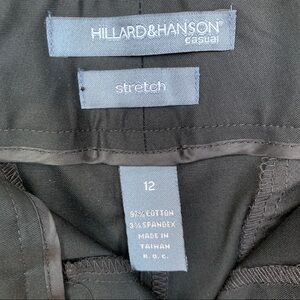 HILLARD&HANSON®
casual
stretch
12
97% COTTON
3% SPANDEX
MADE IN
TAIWAN
R.O.C.